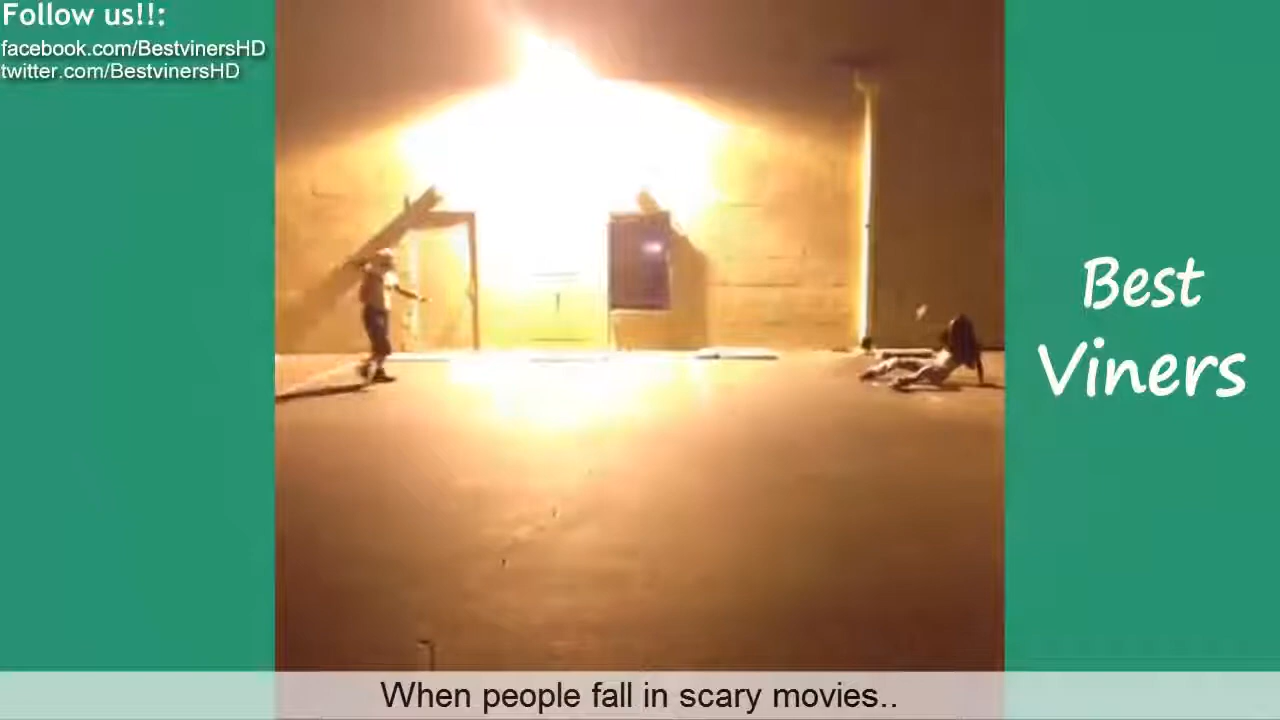 Follow us!!:
facebook.com/BestvinersHD
twitter.com/BestvinersHD
Best
Viners
When people fall in scary movies..